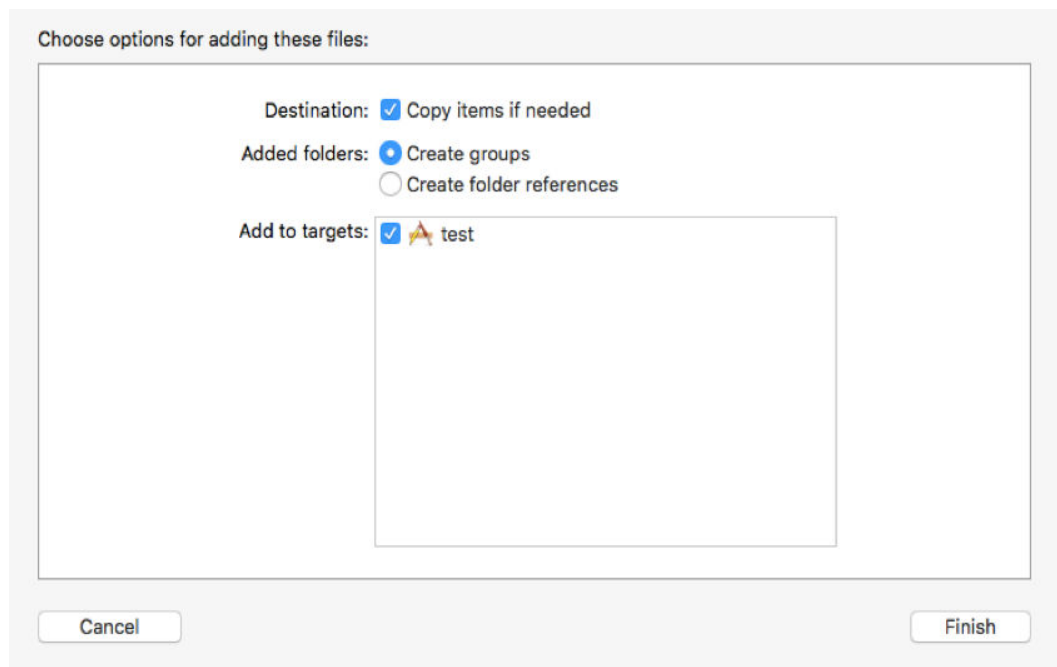 Choose options for adding these files:
Destination: Copy items if needed
Added folders: Create groups
Create folder references
Add to targets: test
Cancel Finish